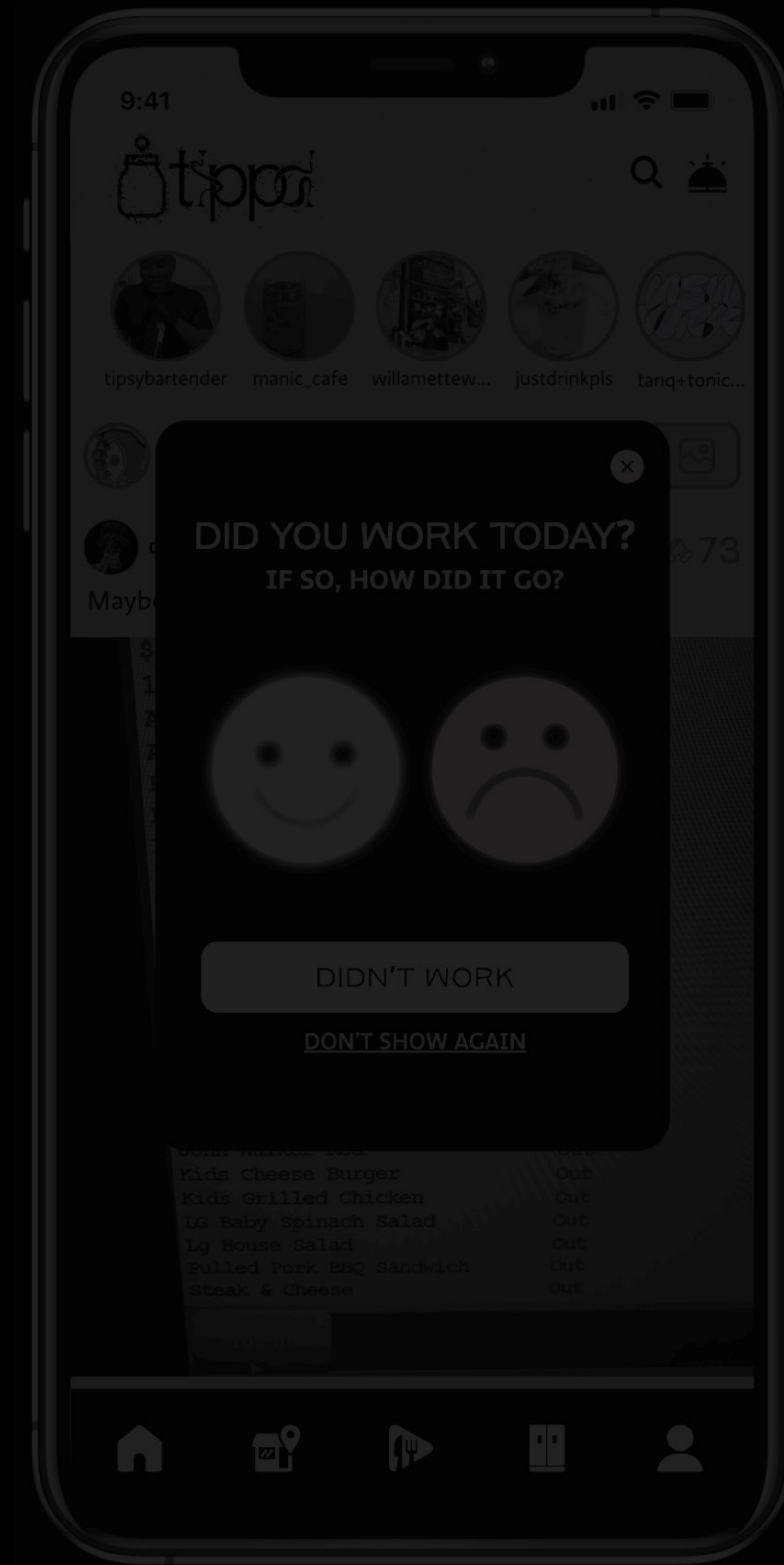 9:41
tippd
tipsybartender manic_cafe willamettew... justdrinkpls tanq+tonic...
DID YOU WORK TODAY?
73
IF SO, HOW DID IT GO?
DIDN'T WORK
DON'T SHOW AGAIN
Kids Cheese Burger Out
Kids Grilled Chicken Out
LG Baby Spinach Salad Out
Lg House Salad Out
Pulled Pork BBQ Sandwich Out
Steak & Cheese Out